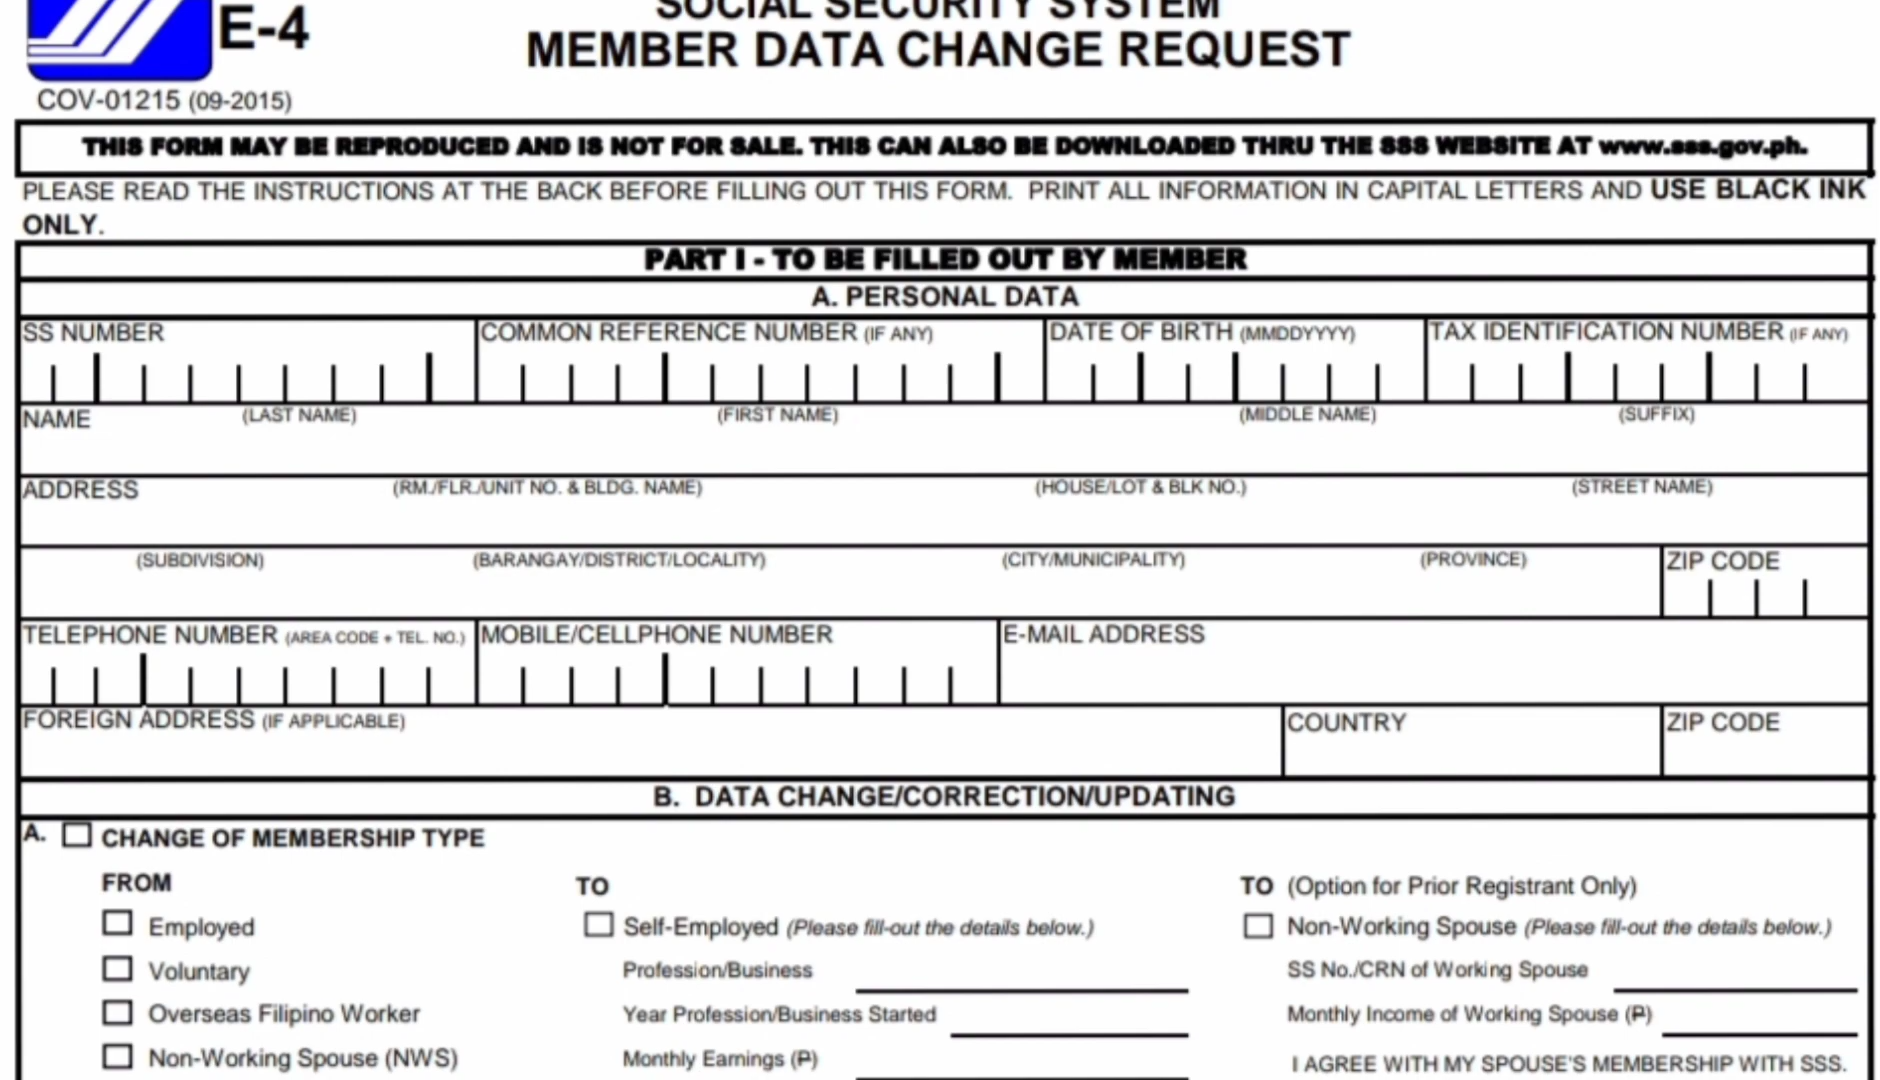 SOCIAL SECURITY SYSTEM
E-4
MEMBER DATA CHANGE REQUEST
COV-01215 (09-2015)
THIS FORM MAY BE REPRODUCED AND IS NOT FOR SALE. THIS CAN ALSO BE DOWNLOADED THRU THE SSS WEBSITE AT www.sss.gov.ph.
PLEASE READ THE INSTRUCTIONS AT THE BACK BEFORE FILLING OUT THIS FORM. PRINT ALL INFORMATION IN CAPITAL LETTERS AND USE BLACK INK
ONLY.
PART I - TO BE FILLED OUT BY MEMBER
A. PERSONAL DATA
SS NUMBER COMMON REFERENCE NUMBER (IF ANY) DATE OF BIRTH (MMDDYYYY) TAX IDENTIFICATION NUMBER (IF ANY)
NAME (LAST NAME) (FIRST NAME) (MIDDLE NAME) (SUFFIX)
ADDRESS (RM./FLR./UNIT NO. & BLDG. NAME) (HOUSE/LOT & BLK NO.) (STREET NAME)
(SUBDIVISION) (BARANGAY/DISTRICT/LOCALITY) (CITY/MUNICIPALITY) (PROVINCE) ZIP CODE
TELEPHONE NUMBER (AREA CODE + TEL. NO.) MOBILE/CELLPHONE NUMBER E-MAIL ADDRESS
FOREIGN ADDRESS (IF APPLICABLE) COUNTRY ZIP CODE
B. DATA CHANGE/CORRECTION/UPDATING
A. CHANGE OF MEMBERSHIP TYPE
FROM TO TO (Option for Prior Registrant Only)
Employed Self-Employed (Please fill-out the details below.) Non-Working Spouse (Please fill-out the details below.)
Voluntary Profession/Business SS No./CRN of Working Spouse
Overseas Filipino Worker Year Profession/Business Started Monthly Income of Working Spouse (₱)
Non-Working Spouse (NWS) Monthly Earnings (₱) I AGREE WITH MY SPOUSE'S MEMBERSHIP WITH SSS.